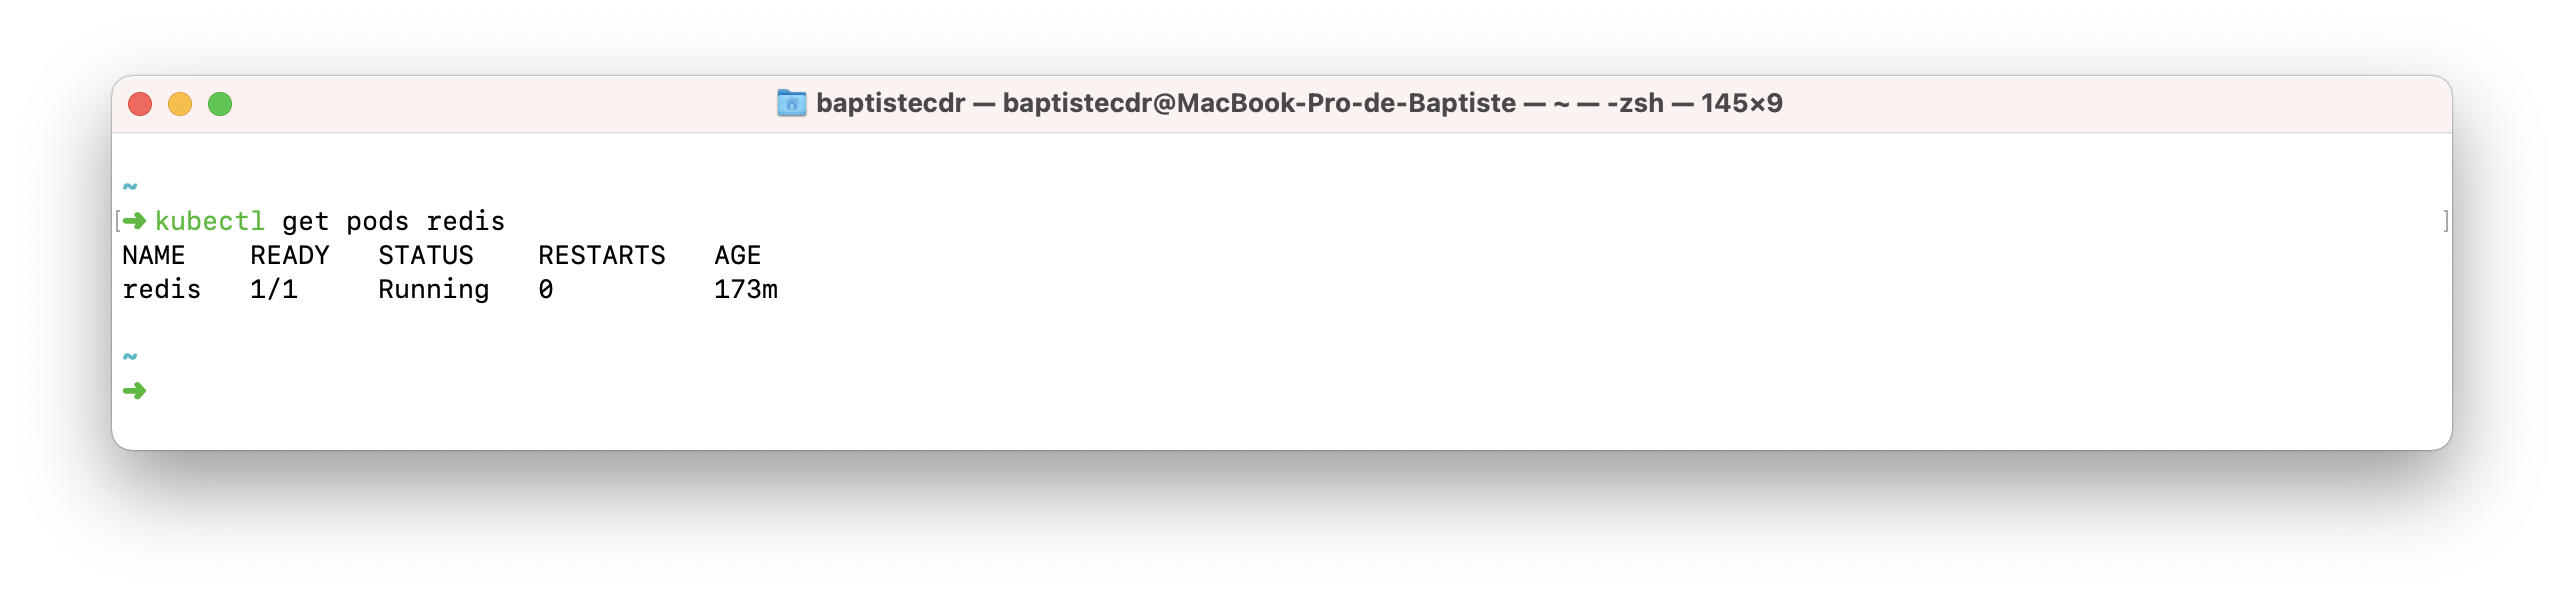 baptistecdr — baptistecdr@MacBook-Pro-de-Baptiste — ~ — -zsh — 145×9
~
[➜ kubectl get pods redis ]
NAME    READY   STATUS    RESTARTS   AGE
redis   1/1     Running   0          173m
~
➜